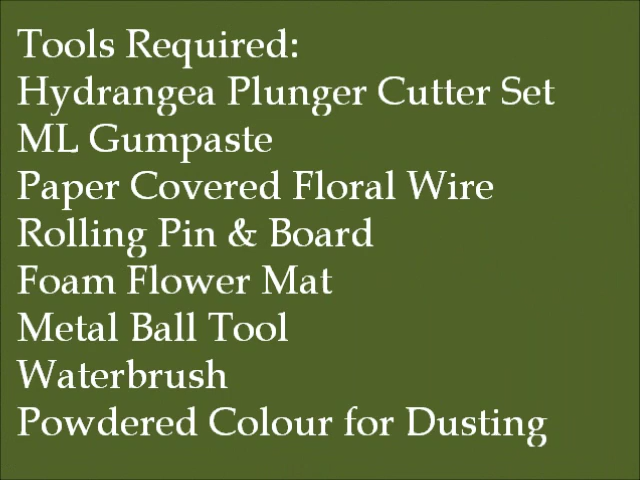 Tools Required:
Hydrangea Plunger Cutter Set
ML Gumpaste
Paper Covered Floral Wire
Rolling Pin & Board
Foam Flower Mat
Metal Ball Tool
Waterbrush
Powdered Colour for Dusting